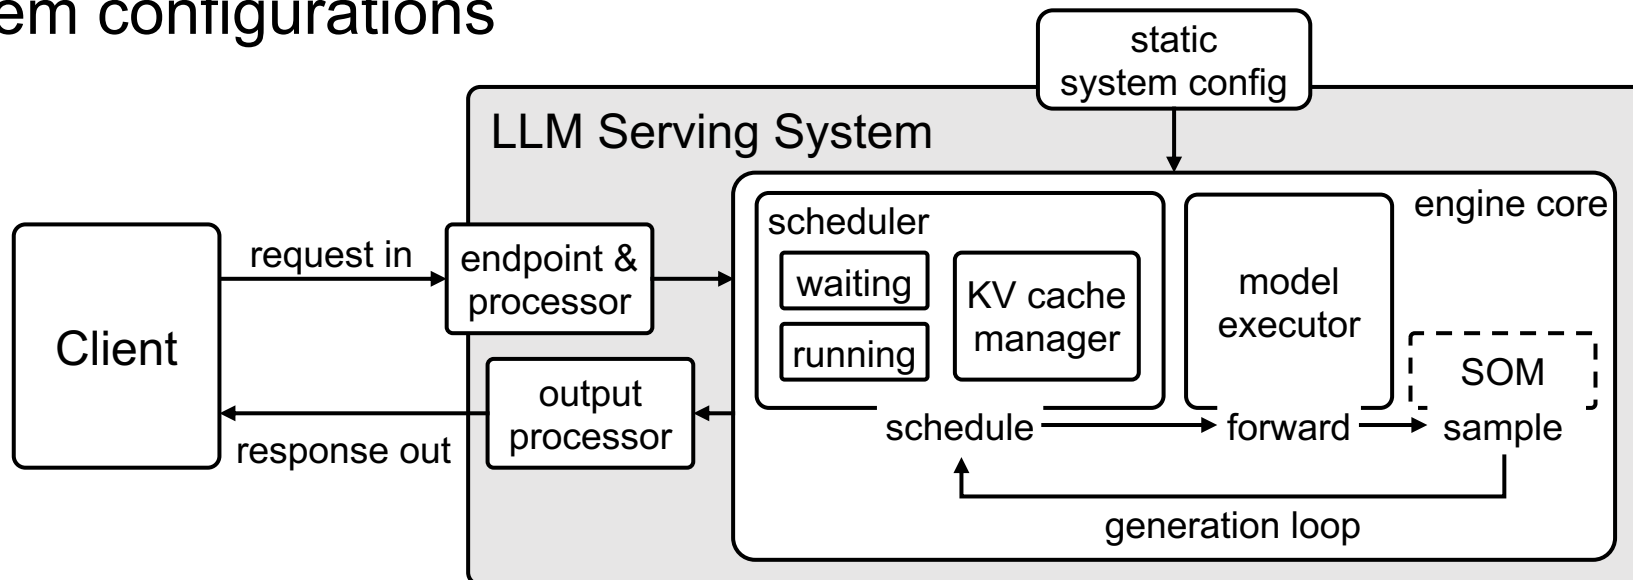 em configurations
static
system config
LLM Serving System
engine core
scheduler
waiting
running
KV cache
manager
model
executor
SOM
Client
request in
endpoint &
processor
output
processor
response out
schedule
forward
sample
generation loop